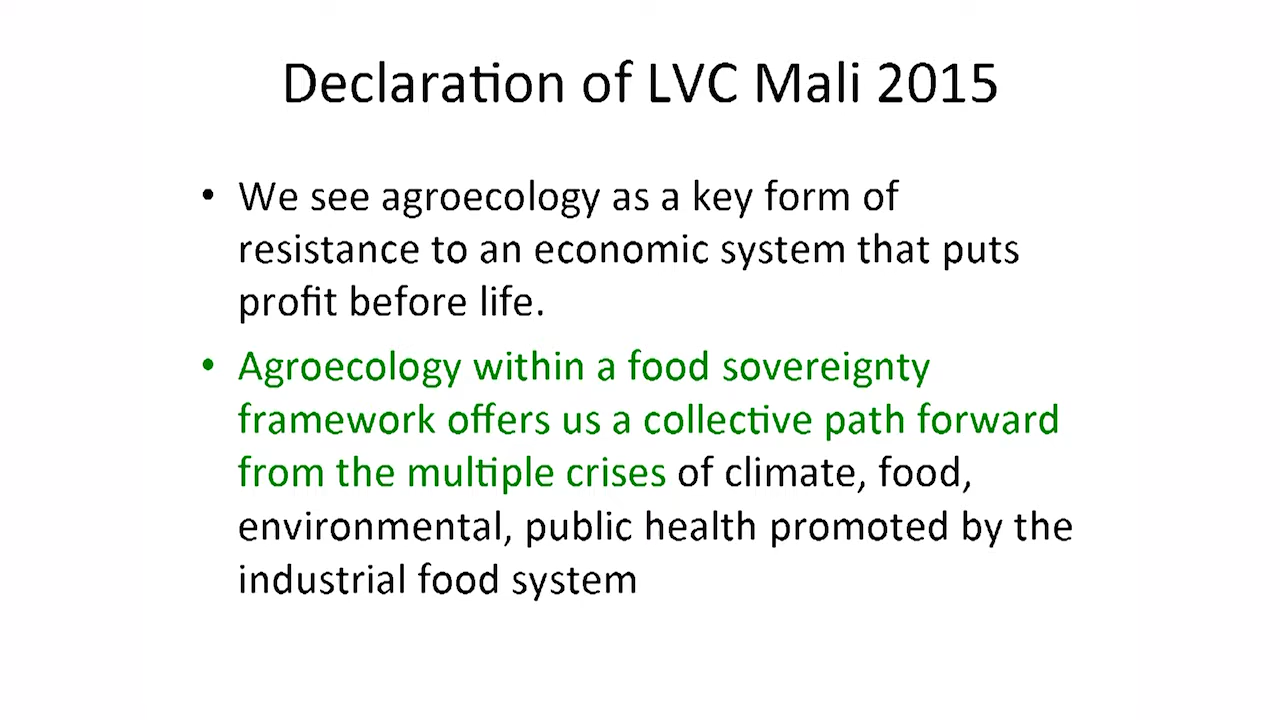 Declaration of LVC Mali 2015
• We see agroecology as a key form of
resistance to an economic system that puts
profit before life.
• Agroecology within a food sovereignty
framework offers us a collective path forward
from the multiple crises of climate, food,
environmental, public health promoted by the
industrial food system